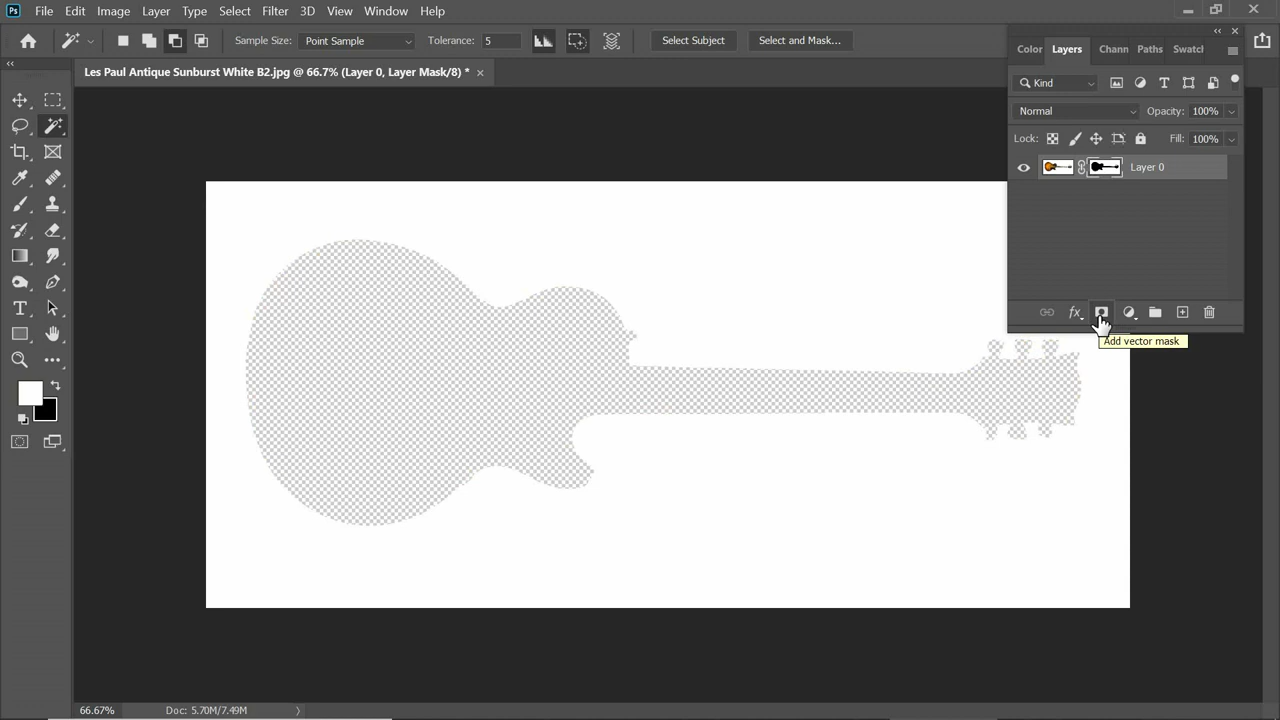 Ps File Edit Image Layer Type Select Filter 3D View Window Help
Sample Size: Point Sample Tolerance: 5 Select Subject Select and Mask...
Les Paul Antique Sunburst White B2.jpg @ 66.7% (Layer 0, Layer Mask/8) * ×
Color Layers Chann Paths Swatcl
Kind
Normal Opacity: 100%
Lock: Fill: 100%
Layer 0
fx
Add vector mask
T
66.67% Doc: 5.70M/7.49M